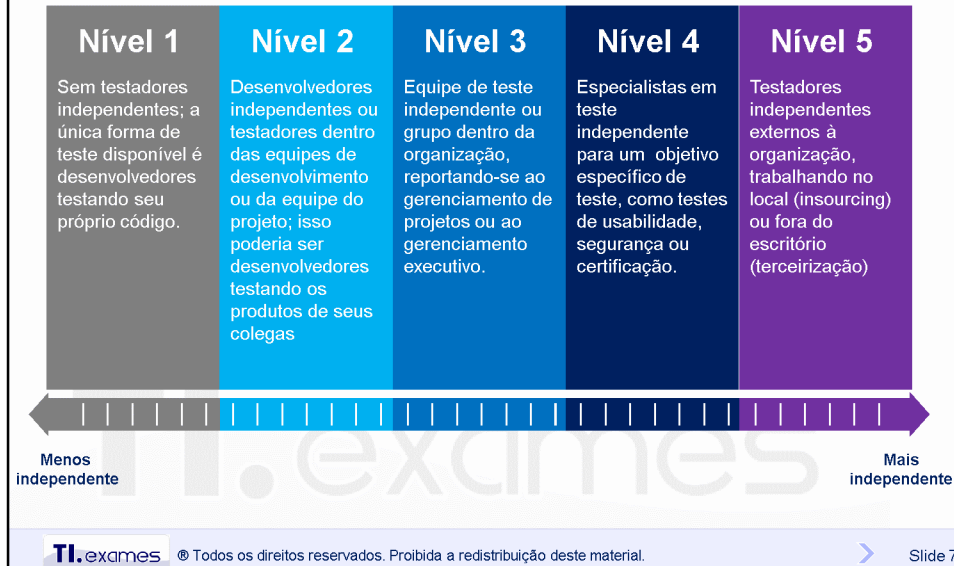 Nível 1
Sem testadores
independentes; a
única forma de
teste disponível é
desenvolvedores
testando seu
próprio código.
Nível 2
Desenvolvedores
independentes ou
testadores dentro
das equipes de
desenvolvimento
ou da equipe do
projeto; isso
poderia ser
desenvolvedores
testando os
produtos de seus
colegas
Nível 3
Equipe de teste
independente ou
grupo dentro da
organização,
reportando-se ao
gerenciamento de
projetos ou ao
gerenciamento
executivo.
Nível 4
Especialistas em
teste
independente
para um objetivo
específico de
teste, como testes
de usabilidade,
segurança ou
certificação.
Nível 5
Testadores
independentes
externos à
organização,
trabalhando no
local (insourcing)
ou fora do
escritório
(terceirização)
Menos
independente
Mais
independente
TI.exames
TI.exames ® Todos os direitos reservados. Proibida a redistribuição deste material.
Slide 7